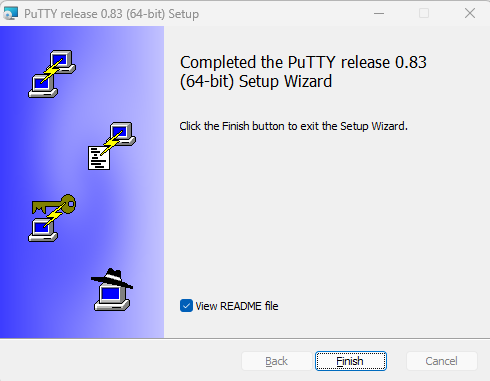 PuTTY release 0.83 (64-bit) Setup
Completed the PuTTY release 0.83
(64-bit) Setup Wizard
Click the Finish button to exit the Setup Wizard.
View README file
Back
Finish
Cancel